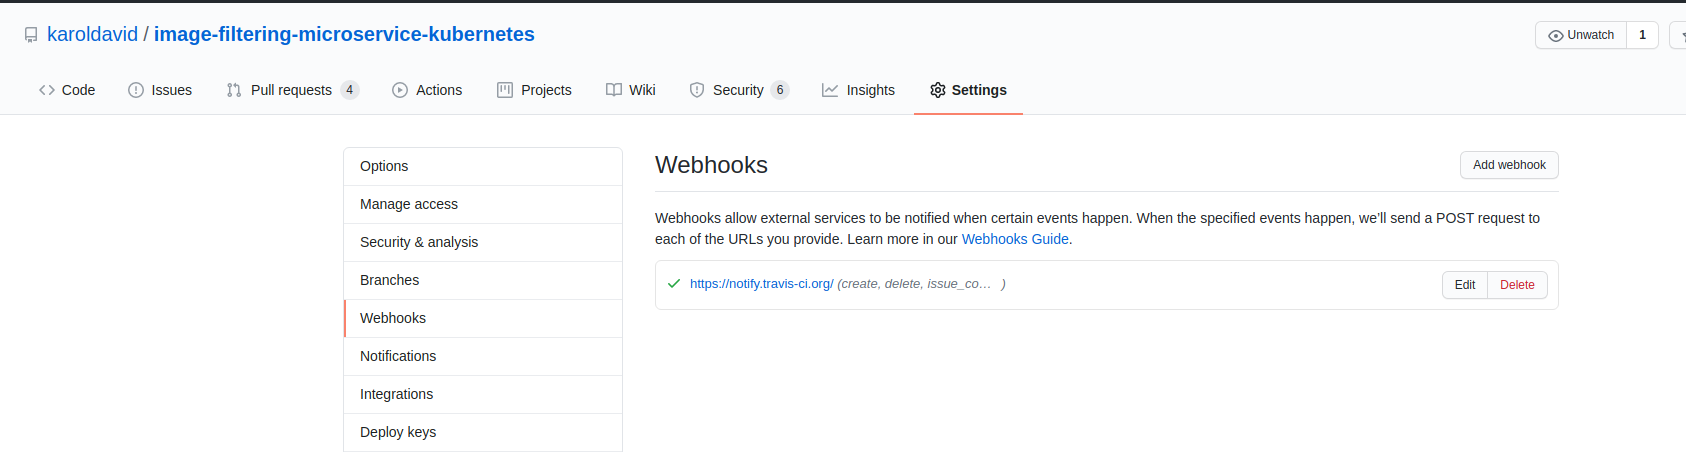 karoldavid / image-filtering-microservice-kubernetes
Unwatch 1
Code Issues Pull requests 4 Actions Projects Wiki Security 6 Insights Settings
Options
Manage access
Security & analysis
Branches
Webhooks
Notifications
Integrations
Deploy keys
Webhooks
Add webhook
Webhooks allow external services to be notified when certain events happen. When the specified events happen, we’ll send a POST request to
each of the URLs you provide. Learn more in our Webhooks Guide.
https://notify.travis-ci.org/ (create, delete, issue_co… )
Edit Delete